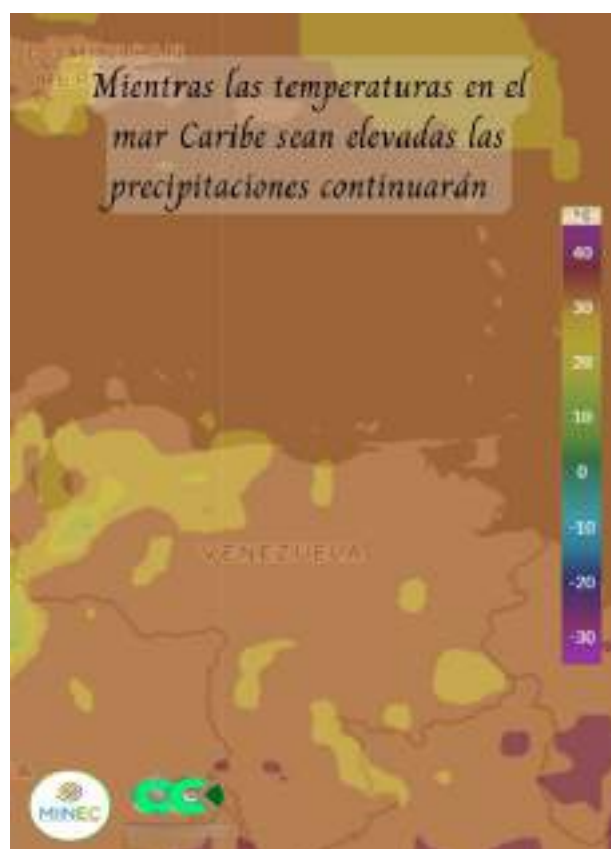 Mientras las temperaturas en el
mar Caribe sean elevadas las
precipitaciones continuarán
°C
40
30
20
10
0
-10
-20
-30
VENEZUELA
MINEC